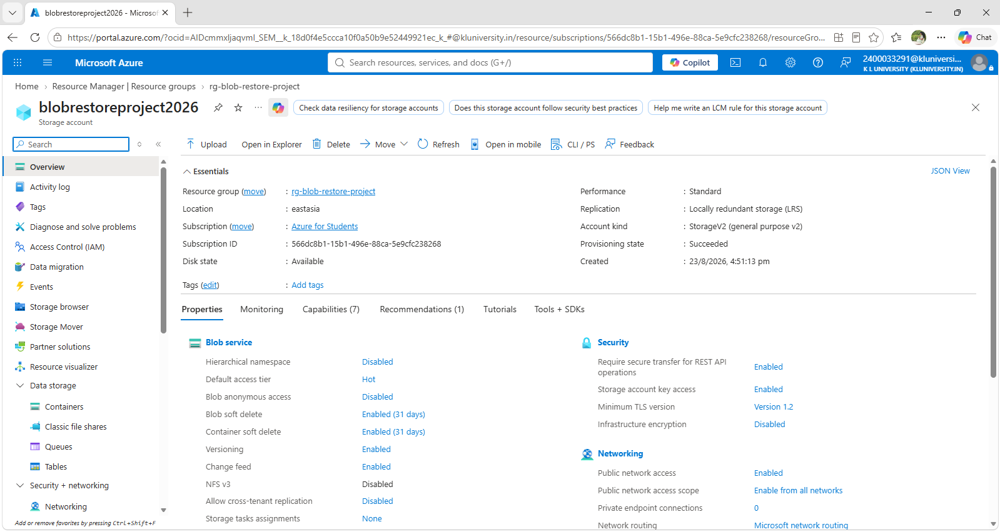 blobrestoreproject2026 - Microsof
https://portal.azure.com/?ocid=AIDcmmxljaqvml_SEM__k_18d0f4e5ccca10f0a50b9e52449921ec_k_#@kluniversity.in/resource/subscriptions/566dc8b1-15b1-496e-88ca-5e9cfc238268/resourceGro...
Chat
Microsoft Azure
Search resources, services, and docs (G+/)
Copilot
2400033291@kluniversi...
K L UNIVERSITY (KLUNIVERSITY.IN)
Home > Resource Manager | Resource groups > rg-blob-restore-project
blobrestoreproject2026
Storage account
Check data resiliency for storage accounts
Does this storage account follow security best practices
Help me write an LCM rule for this storage account
Search
Upload
Open in Explorer
Delete
Move
Refresh
Open in mobile
CLI / PS
Feedback
Overview
Activity log
Tags
Diagnose and solve problems
Access Control (IAM)
Data migration
Events
Storage browser
Storage Mover
Partner solutions
Resource visualizer
Data storage
Containers
Classic file shares
Queues
Tables
Security + networking
Networking
Add or remove favorites by pressing Ctrl+Shift+F
Essentials
JSON View
Resource group (move) : rg-blob-restore-project
Location : eastasia
Subscription (move) : Azure for Students
Subscription ID : 566dc8b1-15b1-496e-88ca-5e9cfc238268
Disk state : Available
Tags (edit) : Add tags
Performance : Standard
Replication : Locally redundant storage (LRS)
Account kind : StorageV2 (general purpose v2)
Provisioning state : Succeeded
Created : 23/8/2026, 4:51:13 pm
Properties
Monitoring
Capabilities (7)
Recommendations (1)
Tutorials
Tools + SDKs
Blob service
Hierarchical namespace Disabled
Default access tier Hot
Blob anonymous access Disabled
Blob soft delete Enabled (31 days)
Container soft delete Enabled (31 days)
Versioning Enabled
Change feed Enabled
NFS v3 Disabled
Allow cross-tenant replication Disabled
Storage tasks assignments None
Security
Require secure transfer for REST API operations Enabled
Storage account key access Enabled
Minimum TLS version Version 1.2
Infrastructure encryption Disabled
Networking
Public network access Enabled
Public network access scope Enable from all networks
Private endpoint connections 0
Network routing Microsoft network routing